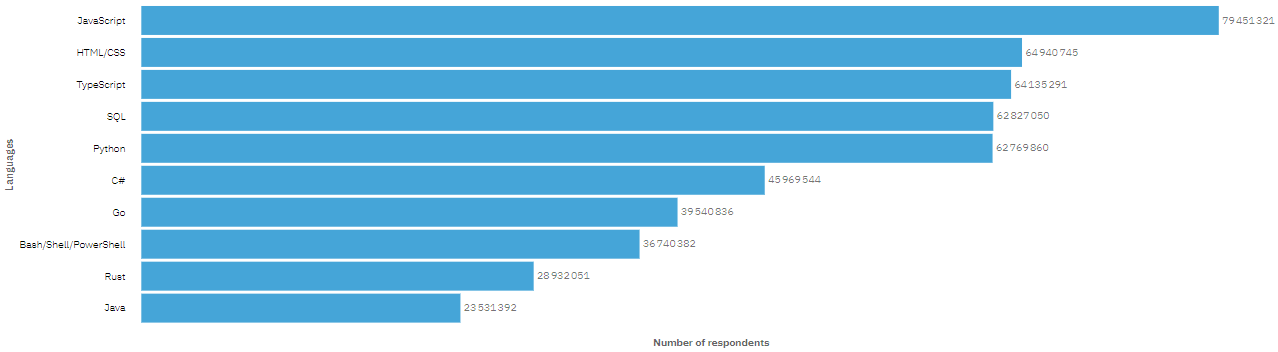 JavaScript 79451321
HTML/CSS 64940745
TypeScript 64135291
SQL 62827050
Python 62769860
C# 45969544
Go 39540836
Bash/Shell/PowerShell 36740382
Rust 28932051
Java 23531392
Languages
Number of respondents